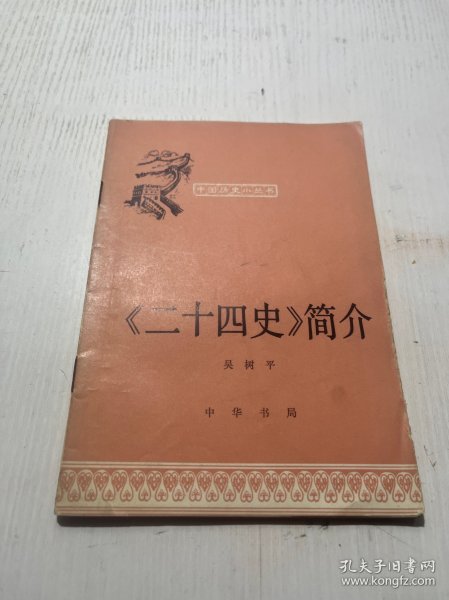 中国历史小丛书
《二十四史》简介
吴树平
中华书局
孔夫子旧书网
www.kongfz.com